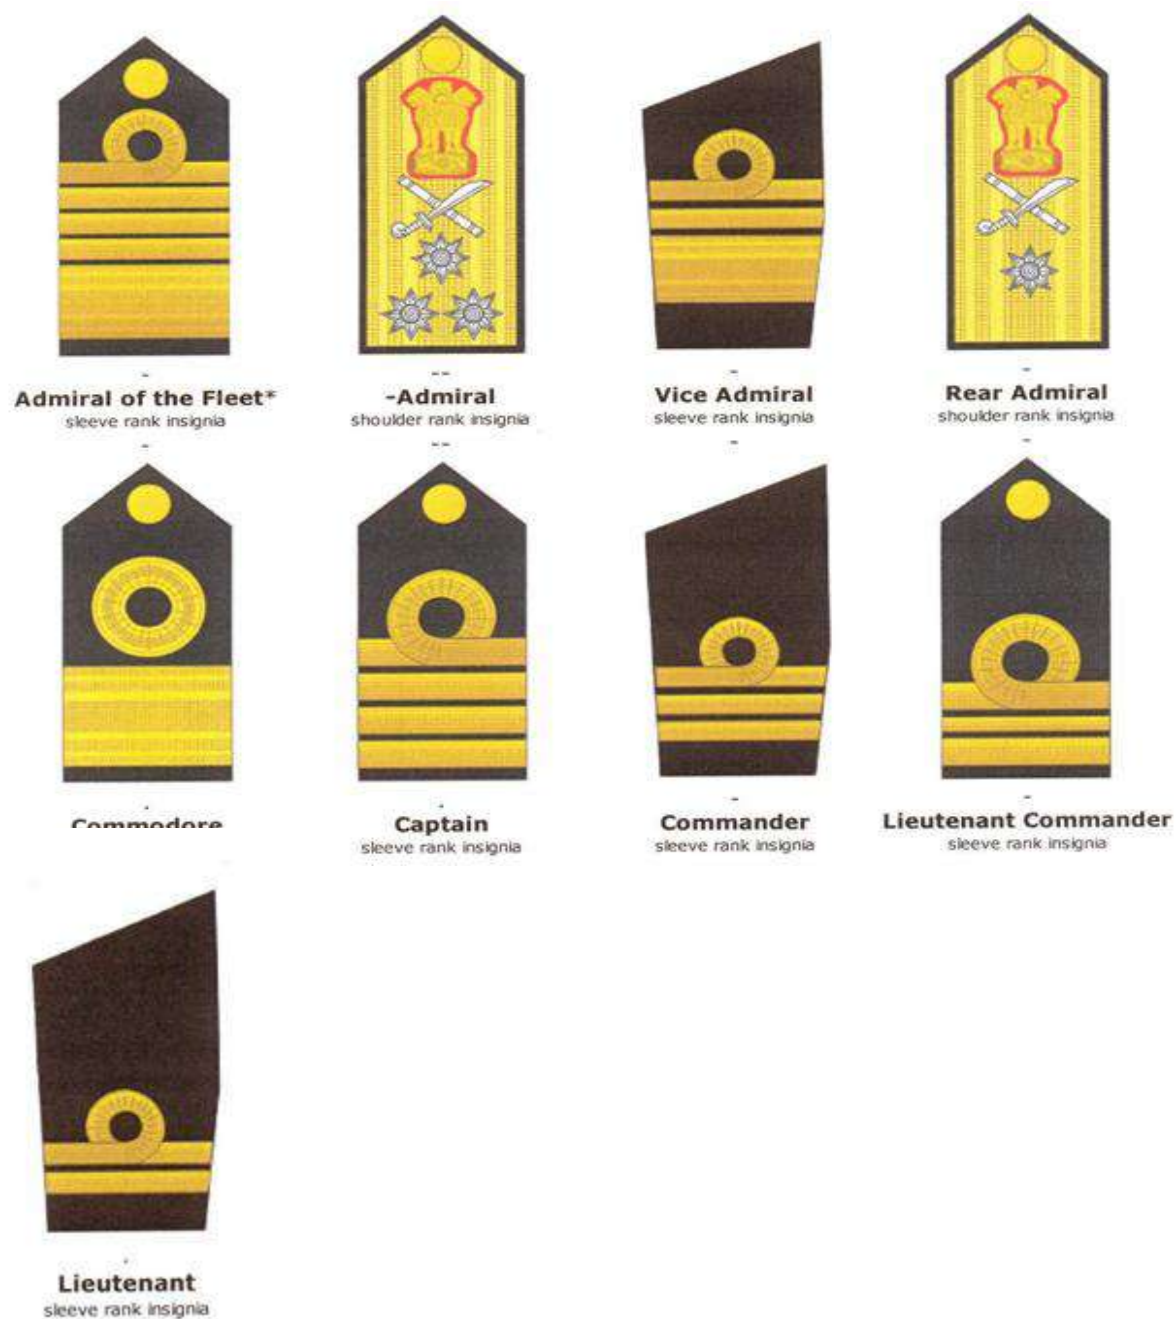 Admiral of the Fleet*
sleeve rank insignia
-Admiral
shoulder rank insignia
Vice Admiral
sleeve rank insignia
Rear Admiral
shoulder rank insignia
Commodore
Captain
sleeve rank insignia
Commander
sleeve rank insignia
Lieutenant Commander
sleeve rank insignia
Lieutenant
sleeve rank insignia